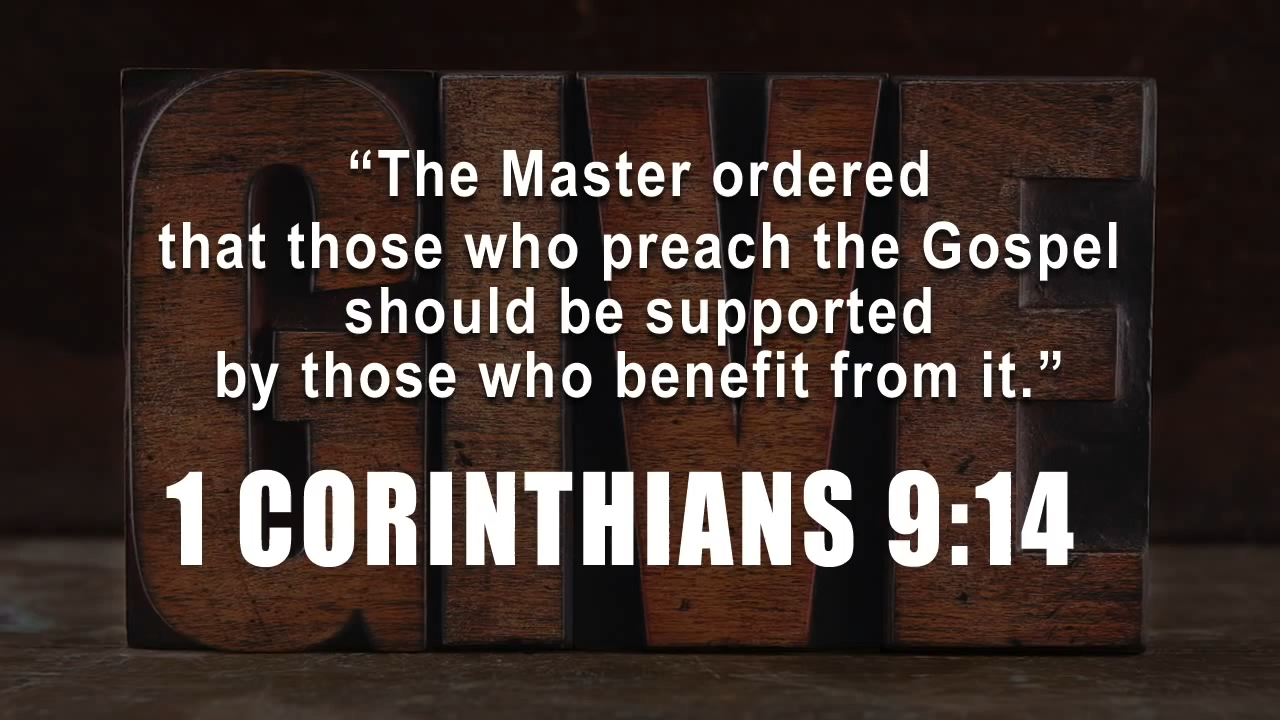 GIVE
“The Master ordered
that those who preach the Gospel
should be supported
by those who benefit from it.”
1 CORINTHIANS 9:14